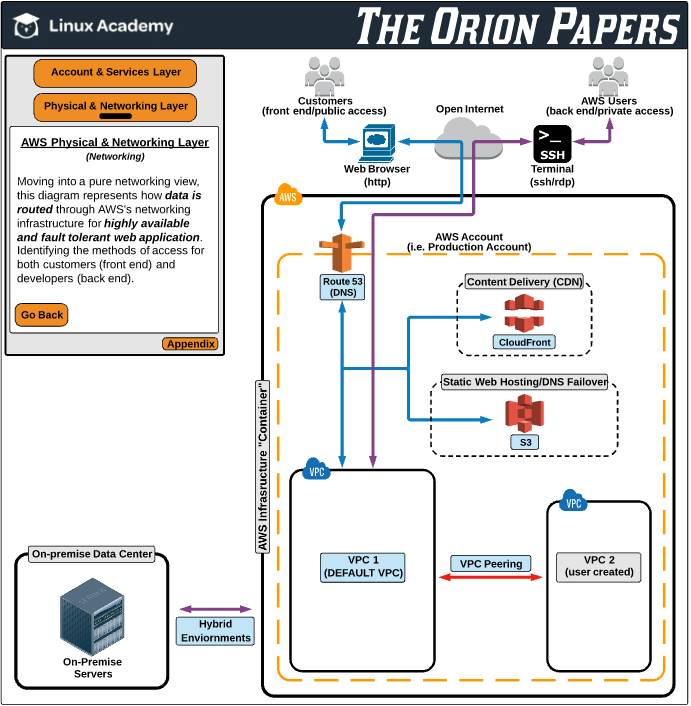 Linux Academy
THE ORION PAPERS
Account & Services Layer
Physical & Networking Layer
AWS Physical & Networking Layer
(Networking)
Moving into a pure networking view,
this diagram represents how data is
routed through AWS's networking
infrastructure for highly available
and fault tolerant web application.
Identifying the methods of access for
both customers (front end) and
developers (back end).
Go Back
Appendix
Customers
(front end/public access)
Open Internet
AWS Users
(back end/private access)
Web Browser
(http)
>_
SSH
Terminal
(ssh/rdp)
AWS
AWS Account
(i.e. Production Account)
Route 53
(DNS)
Content Delivery (CDN)
CloudFront
Static Web Hosting/DNS Failover
S3
AWS Infrasructure "Container"
VPC
VPC 1
(DEFAULT VPC)
VPC Peering
VPC
VPC 2
(user created)
On-premise Data Center
On-Premise
Servers
Hybrid
Enviornments